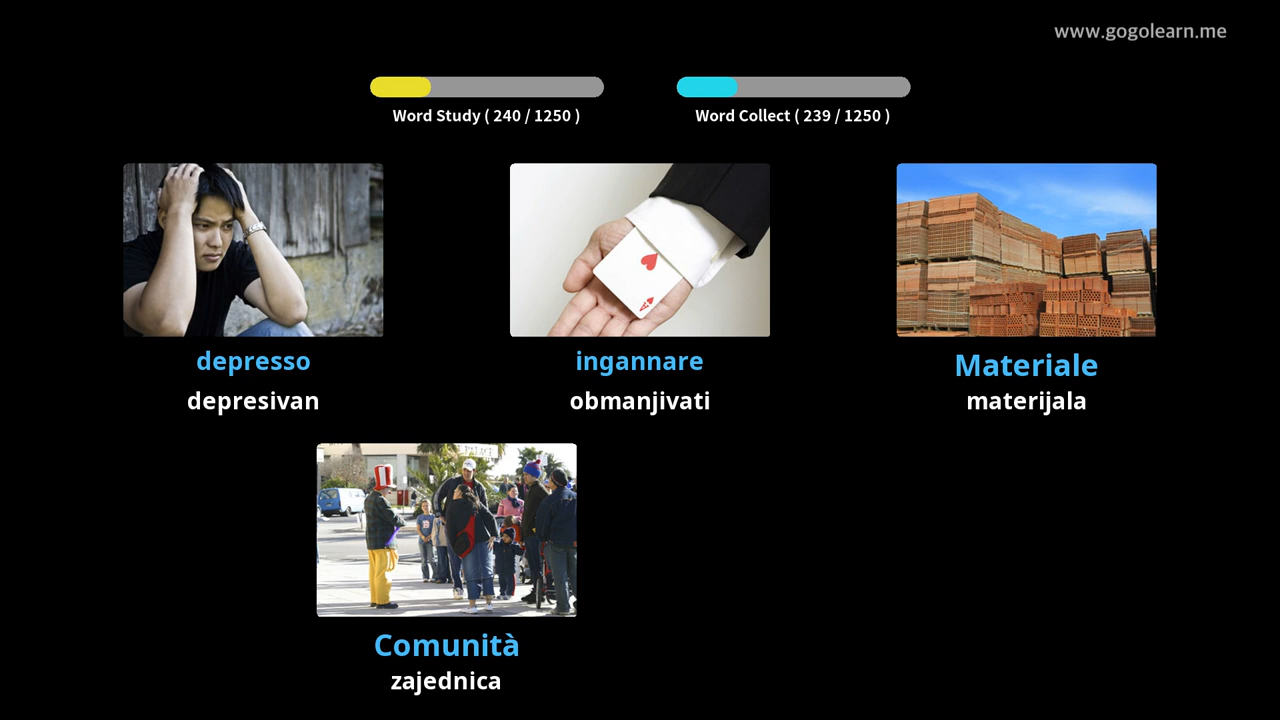 www.gogolearn.me
Word Study ( 240 / 1250 )
Word Collect ( 239 / 1250 )
depresso
ingannare
Materiale
depresivan
obmanjivati
materijala
Comunità
zajednica